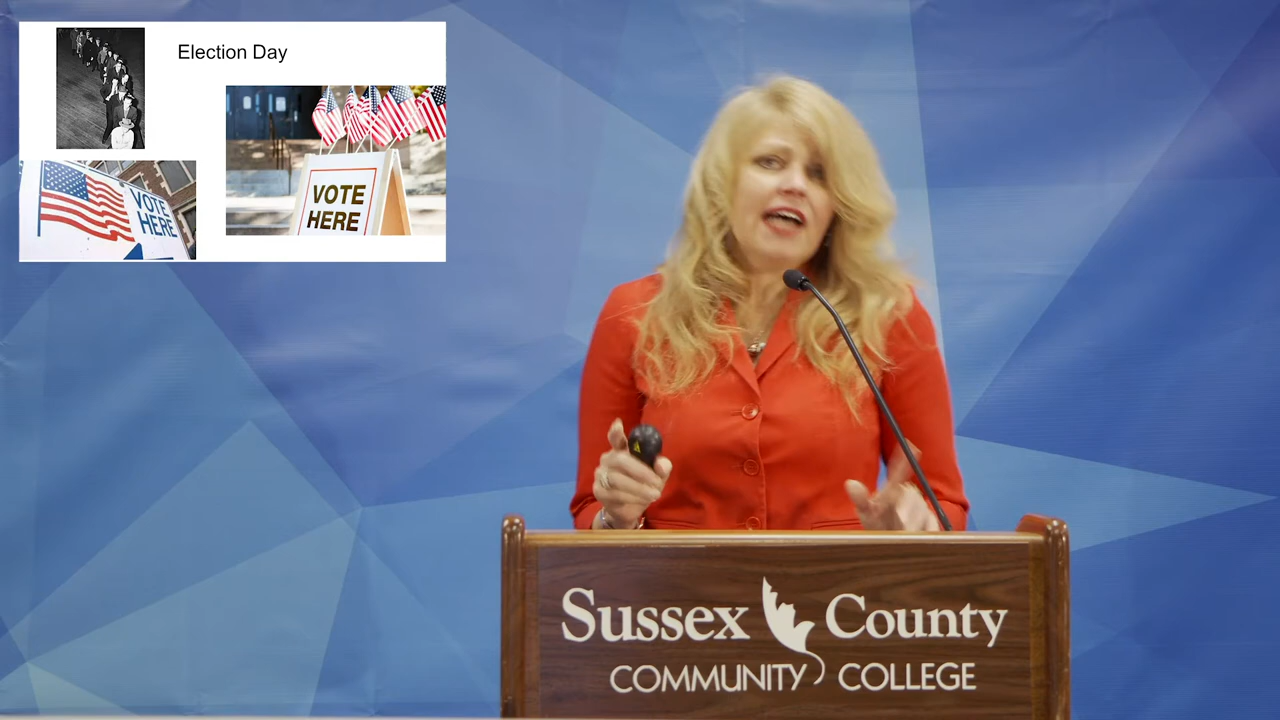 Election Day
VOTE
HERE
VOTE
HERE
Sussex County
COMMUNITY COLLEGE